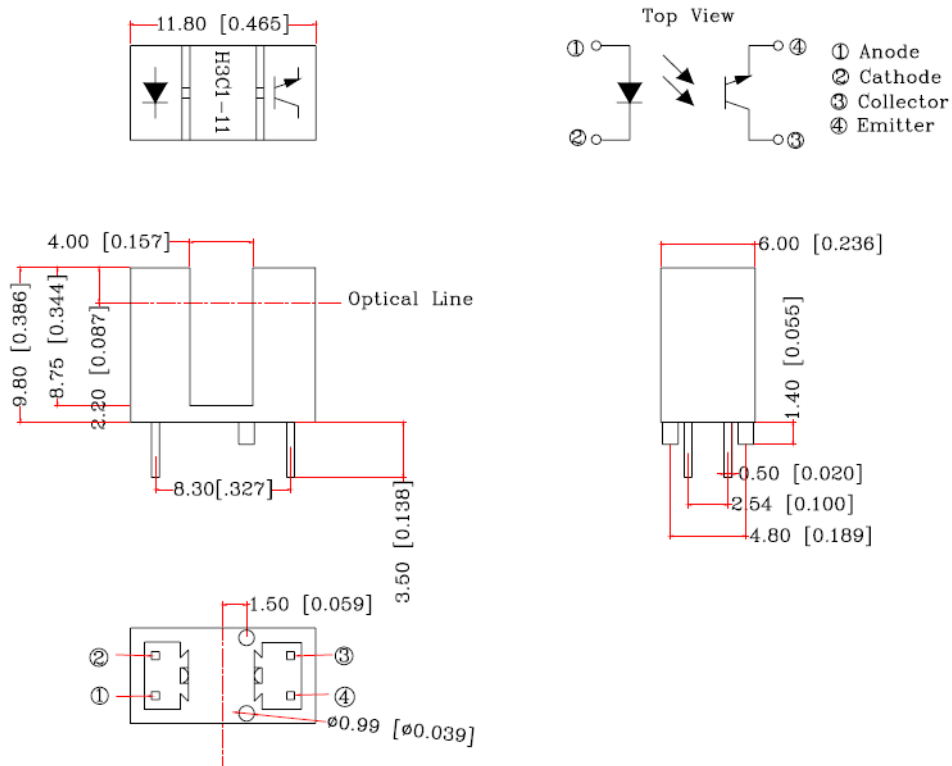 11.80 [0.465]
H3C1-11
Top View
①
②
④
③
① Anode
② Cathode
③ Collector
④ Emitter
4.00 [0.157]
Optical Line
9.80 [0.386]
8.75 [0.344]
2.20 [0.087]
8.30[.327]
3.50 [0.138]
6.00 [0.236]
1.40 [0.055]
0.50 [0.020]
2.54 [0.100]
4.80 [0.189]
1.50 [0.059]
②
①
③
④
ø0.99 [ø0.039]